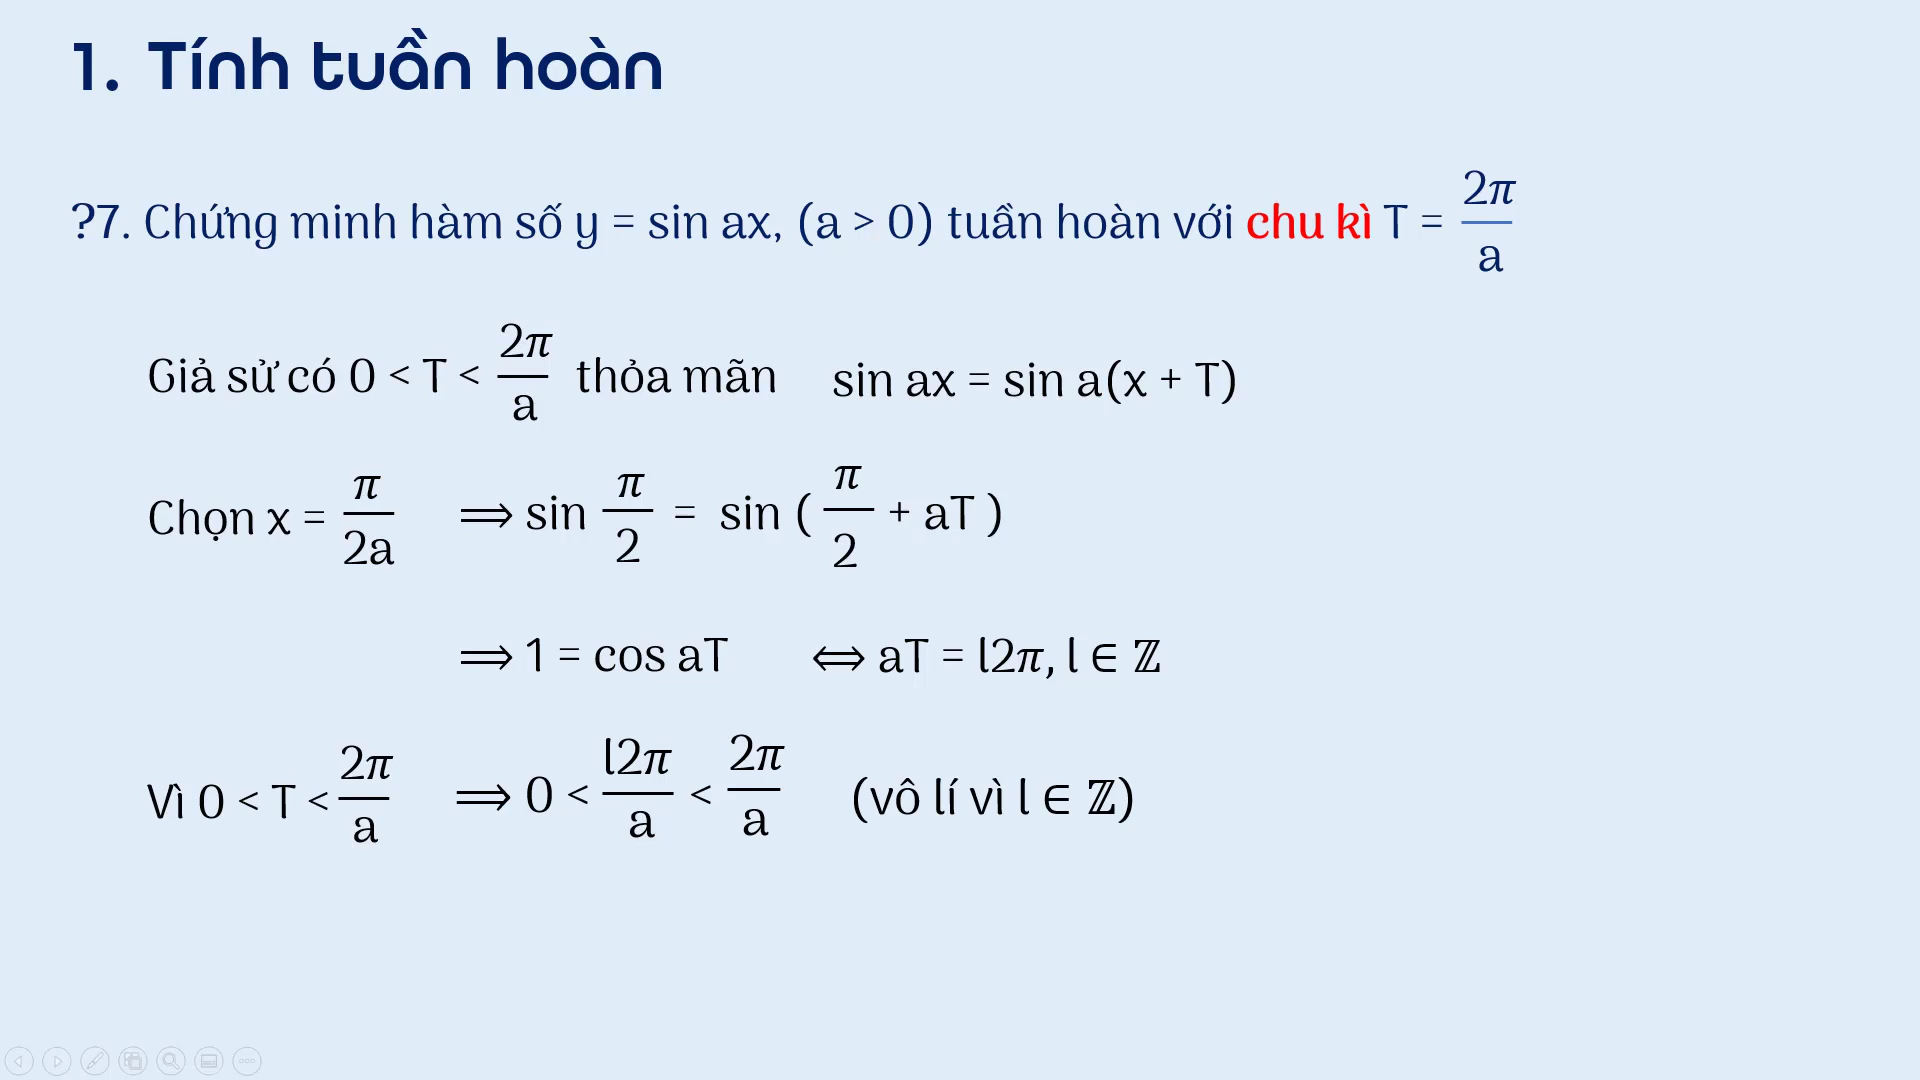 1. Tính tuần hoàn
?7. Chứng minh hàm số y = sin ax, (a > 0) tuần hoàn với chu kì T = 2π/a
Giả sử có 0 < T < 2π/a thỏa mãn sin ax = sin a(x + T)
Chọn x = π/2a ⟹ sin π/2 = sin ( π/2 + aT )
⟹ 1 = cos aT ⟺ aT = l2π, l ∈ ℤ
Vì 0 < T < 2π/a ⟹ 0 < l2π/a < 2π/a (vô lí vì l ∈ ℤ)